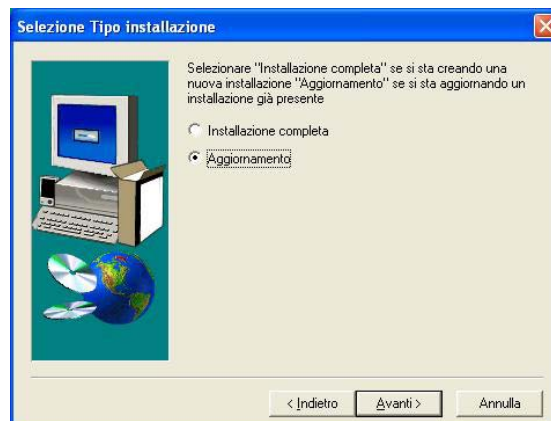 Selezione Tipo installazione
Selezionare "Installazione completa" se si sta creando una
nuova installazione "Aggiornamento" se si sta aggiornando un
installazione già presente
Installazione completa
Aggiornamento
< Indietro
Avanti >
Annulla